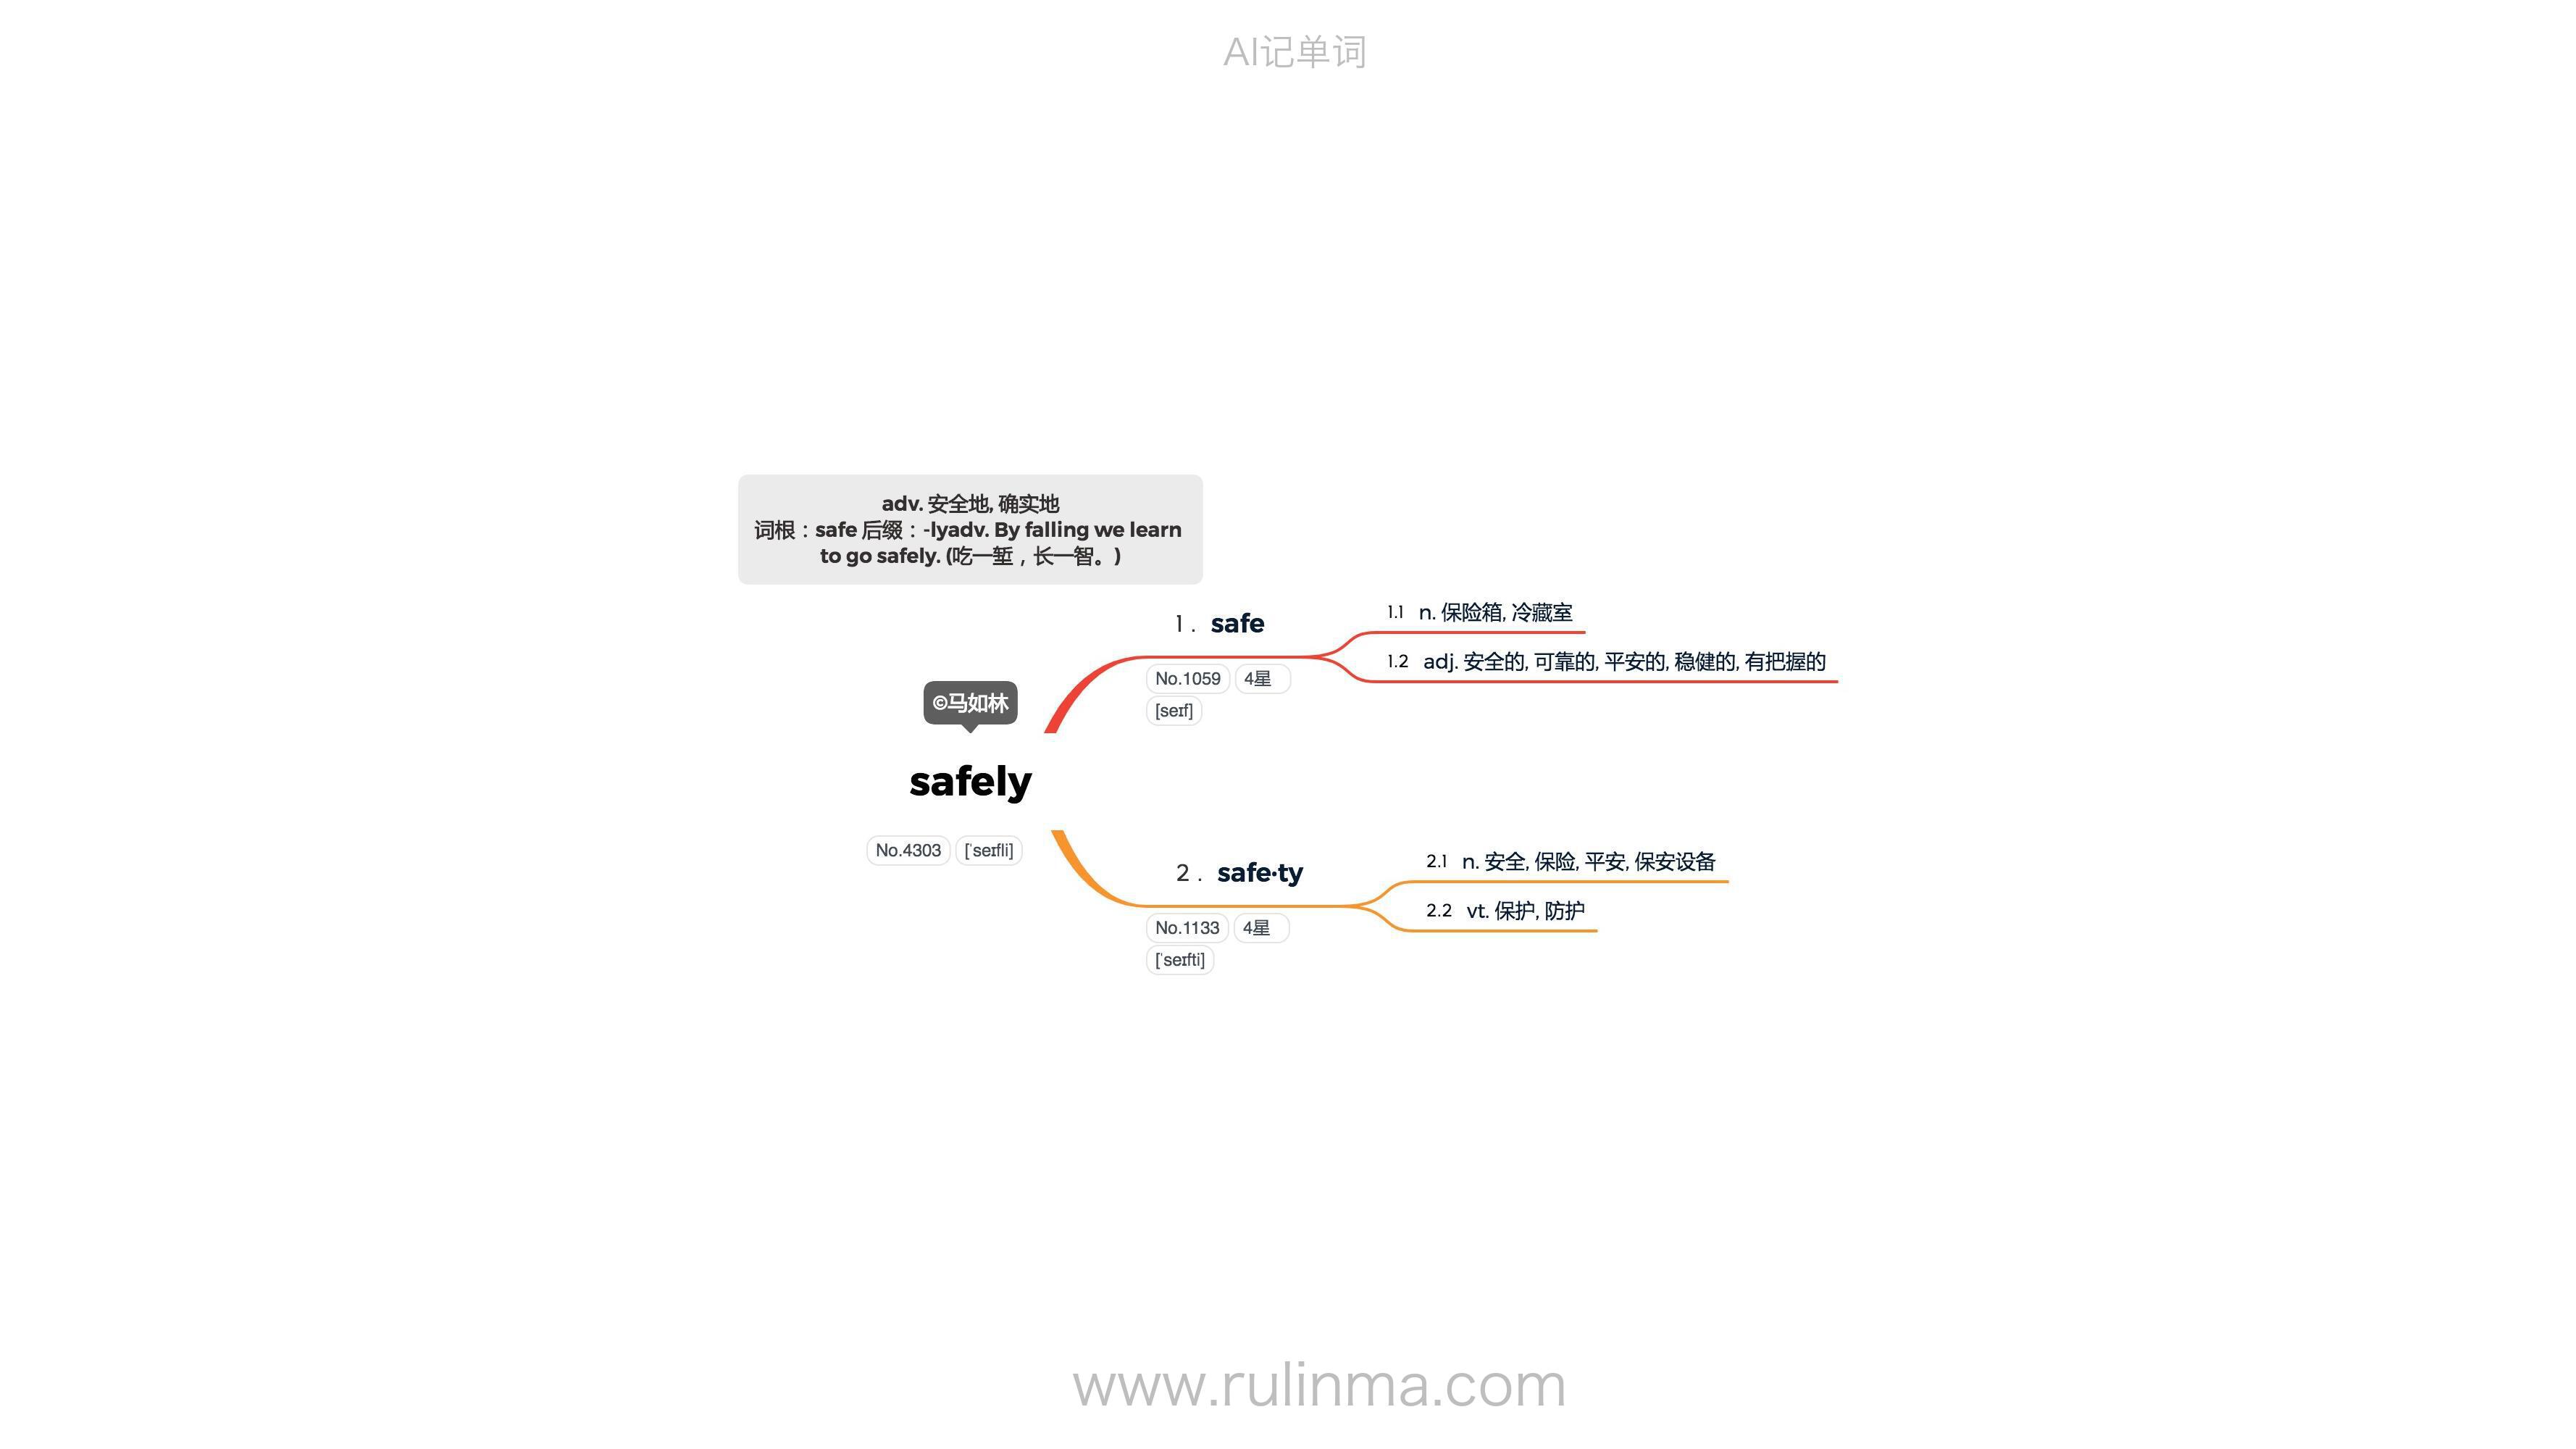 AI记单词
adv. 安全地, 确实地
词根：safe 后缀：-lyadv. By falling we learn
to go safely. (吃一堑，长一智。)
1. safe
No.1059 4星
[seɪf]
1.1 n. 保险箱, 冷藏室
1.2 adj. 安全的, 可靠的, 平安的, 稳健的, 有把握的
©马如林
safely
No.4303 [ˈseɪfli]
2. safe·ty
No.1133 4星
[ˈseɪfti]
2.1 n. 安全, 保险, 平安, 保安设备
2.2 vt. 保护, 防护
www.rulinma.com